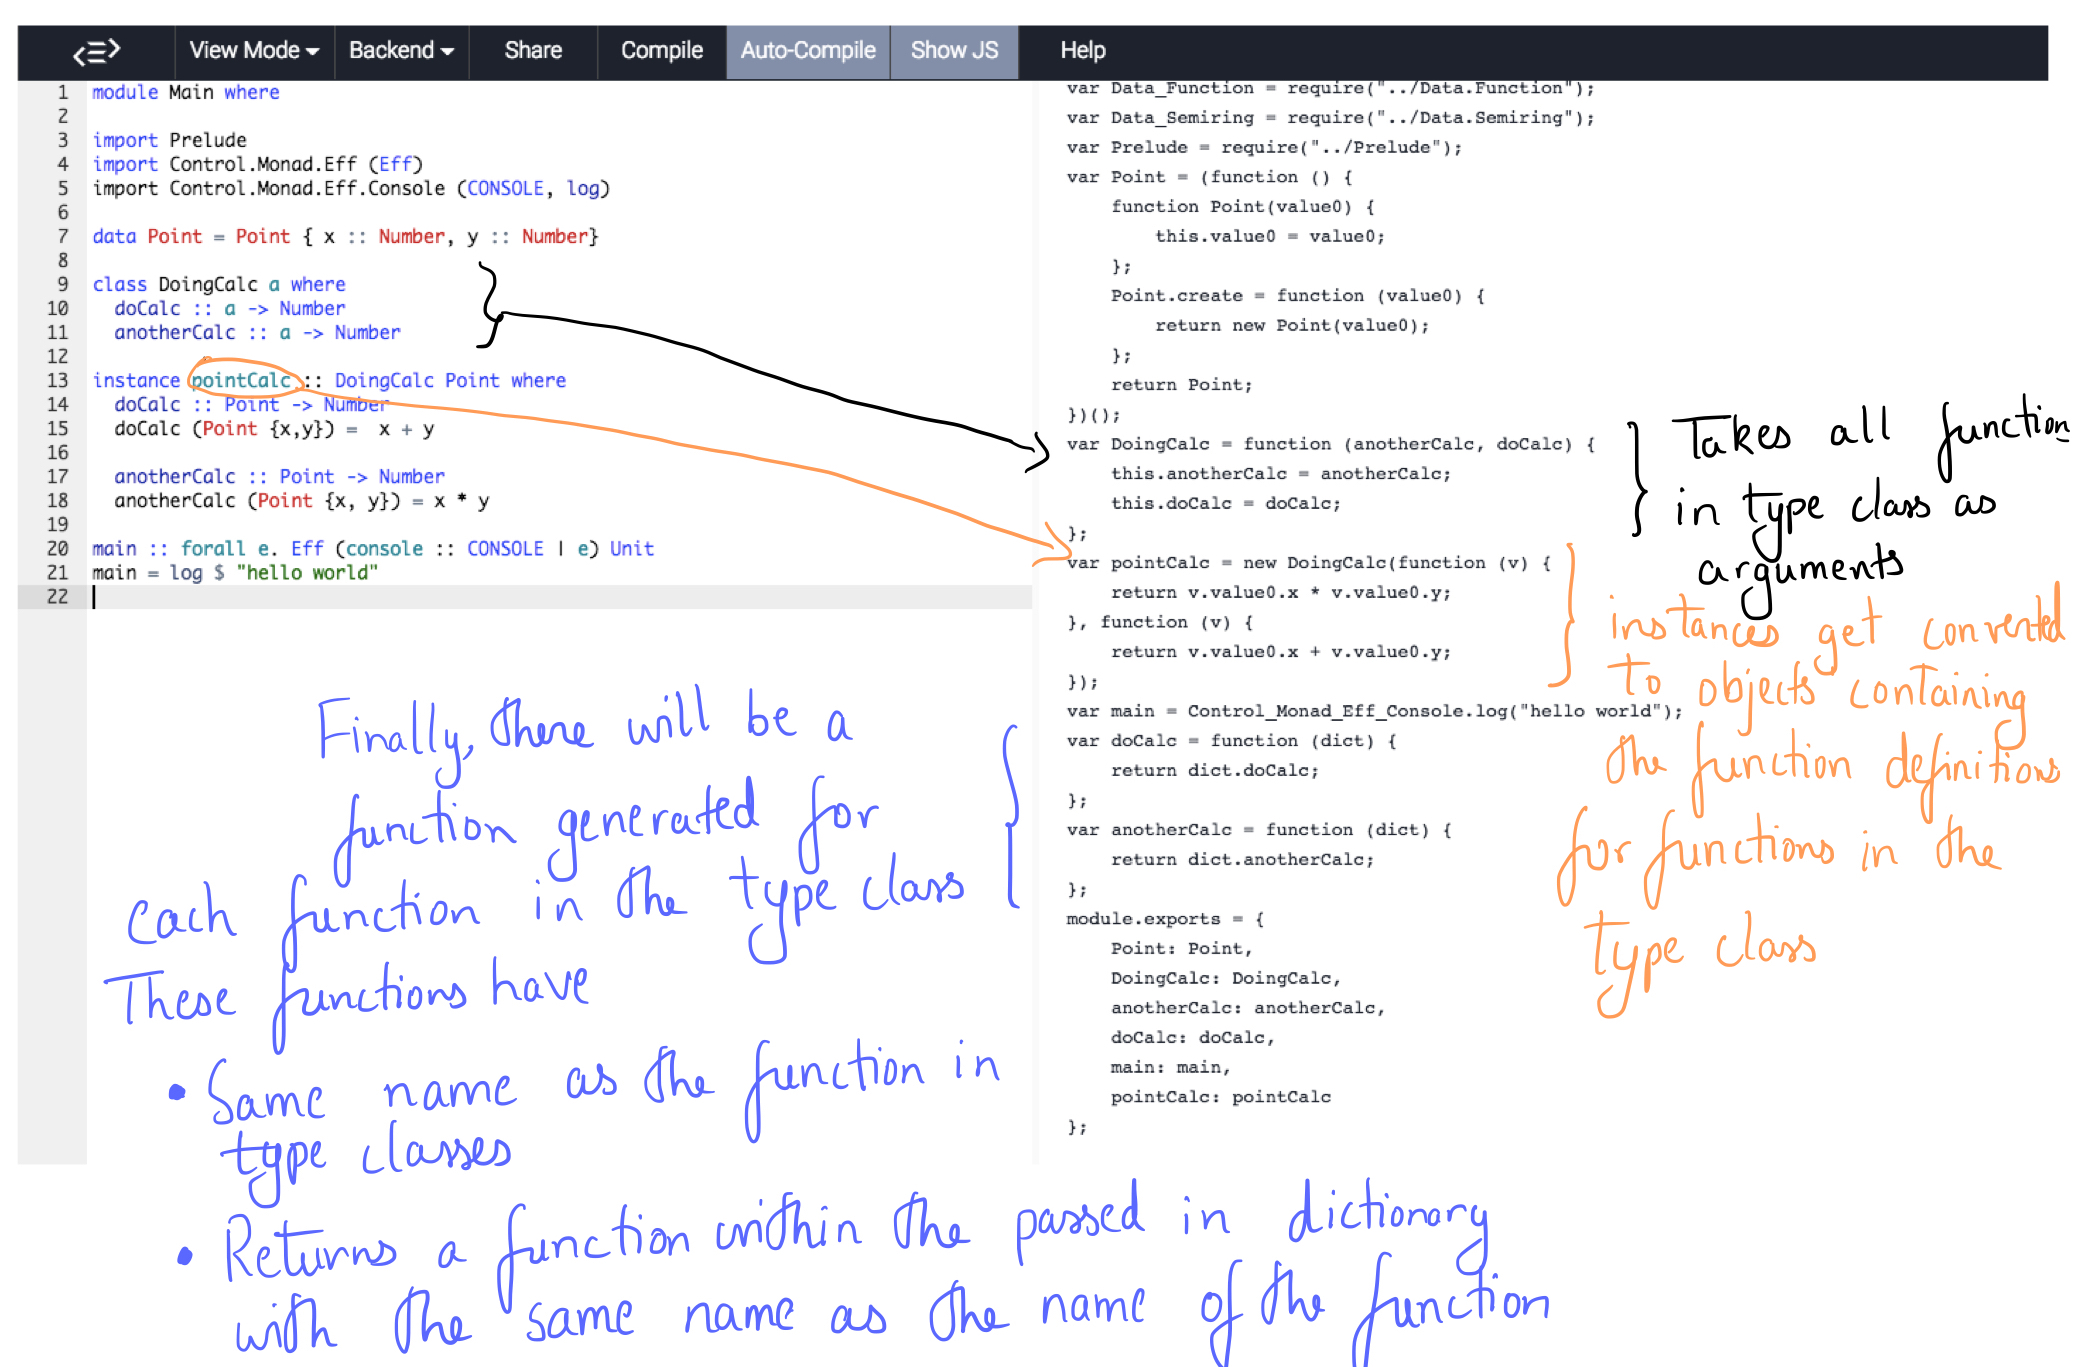 View Mode Backend Share Compile Auto-Compile Show JS Help
1 module Main where
2
3 import Prelude
4 import Control.Monad.Eff (Eff)
5 import Control.Monad.Eff.Console (CONSOLE, log)
6
7 data Point = Point { x :: Number, y :: Number}
8
9 class DoingCalc a where
10 doCalc :: a -> Number
11 anotherCalc :: a -> Number
12
13 instance pointCalc :: DoingCalc Point where
14 doCalc :: Point -> Number
15 doCalc (Point {x,y}) = x + y
16
17 anotherCalc :: Point -> Number
18 anotherCalc (Point {x, y}) = x * y
19
20 main :: forall e. Eff (console :: CONSOLE | e) Unit
21 main = log $ "hello world"
22
var Data_Function = require("../Data.Function");
var Data_Semiring = require("../Data.Semiring");
var Prelude = require("../Prelude");
var Point = (function () {
function Point(value0) {
this.value0 = value0;
};
Point.create = function (value0) {
return new Point(value0);
};
return Point;
})();
var DoingCalc = function (anotherCalc, doCalc) {
this.anotherCalc = anotherCalc;
this.doCalc = doCalc;
};
var pointCalc = new DoingCalc(function (v) {
return v.value0.x * v.value0.y;
}, function (v) {
return v.value0.x + v.value0.y;
});
var main = Control_Monad_Eff_Console.log("hello world");
var doCalc = function (dict) {
return dict.doCalc;
};
var anotherCalc = function (dict) {
return dict.anotherCalc;
};
module.exports = {
Point: Point,
DoingCalc: DoingCalc,
anotherCalc: anotherCalc,
doCalc: doCalc,
main: main,
pointCalc: pointCalc
};
Takes all function
in type class as
arguments
instances get converted
to objects containing
the function definitions
for functions in the
type class
Finally, there will be a
function generated for
each function in the type class
These functions have
• Same name as the function in
type classes
• Returns a function within the passed in dictionary
with the same name as the name of the function